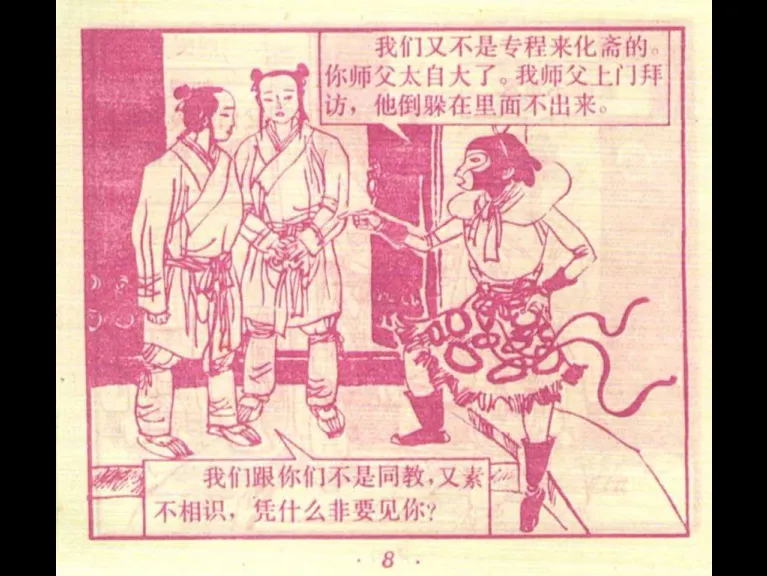 我们又不是专程来化斋的。
你师父太自大了。我师父上门拜
访，他倒躲在里面不出来。
我们跟你们不是同教，又素
不相识，凭什么非要见你？
· 8 ·